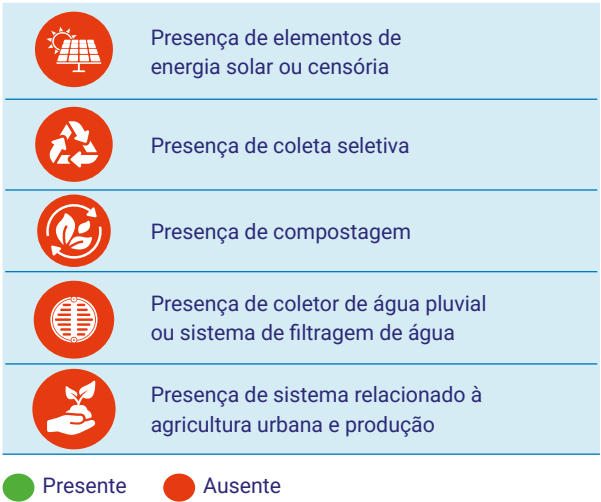 Presença de elementos de
energia solar ou censória
Presença de coleta seletiva
Presença de compostagem
Presença de coletor de água pluvial
ou sistema de filtragem de água
Presença de sistema relacionado à
agricultura urbana e produção
Presente
Ausente